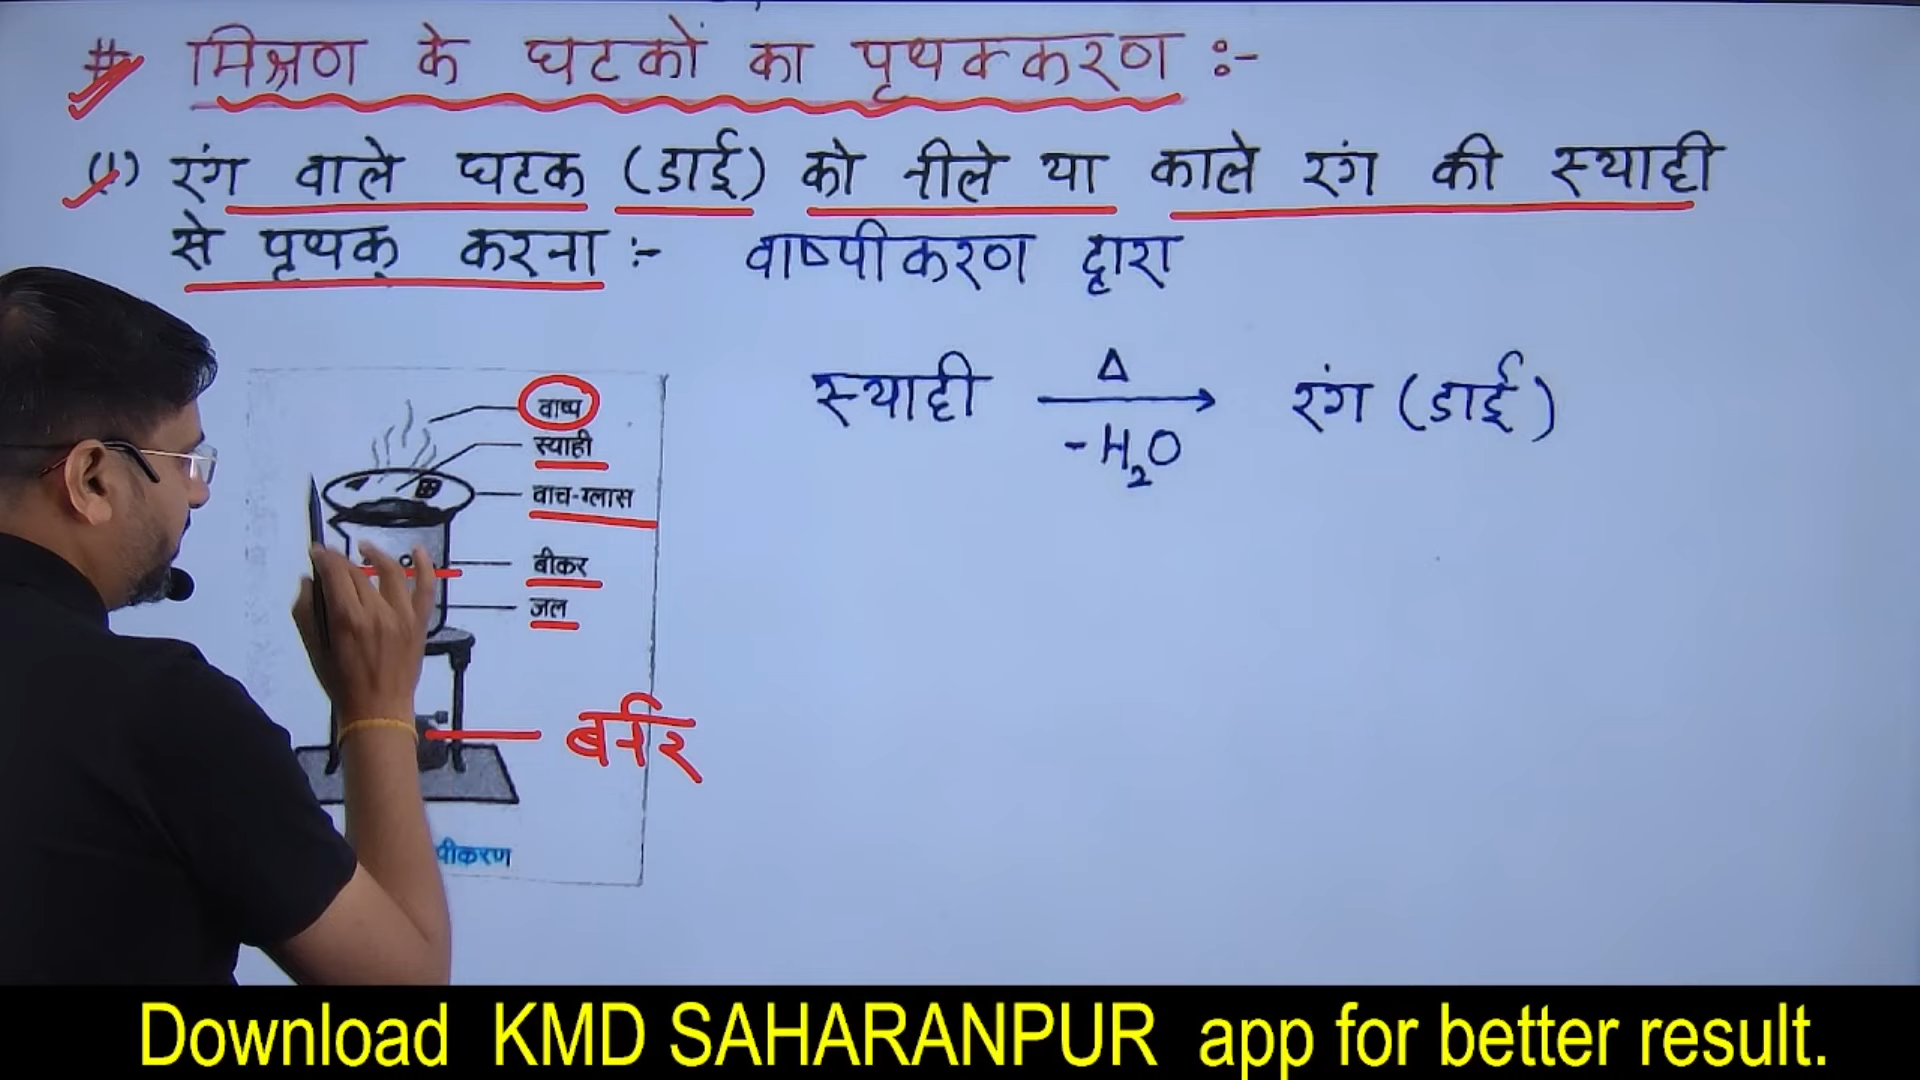 # मिश्रण के घटकों का पृथक्करण :-
(1) रंग वाले घटक (डाई) को नीले या काले रंग की स्याही
से पृथक् करना :- वाष्पीकरण द्वारा
स्याही Δ → -H₂O रंग (डाई)
वाष्प
स्याही
वाच-ग्लास
बीकर
जल
बर्नर
पीकरण
Download KMD SAHARANPUR app for better result.